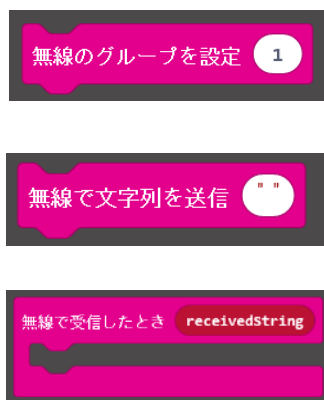 無線のグループを設定 1
無線で文字列を送信 " "
無線で受信したとき receivedString